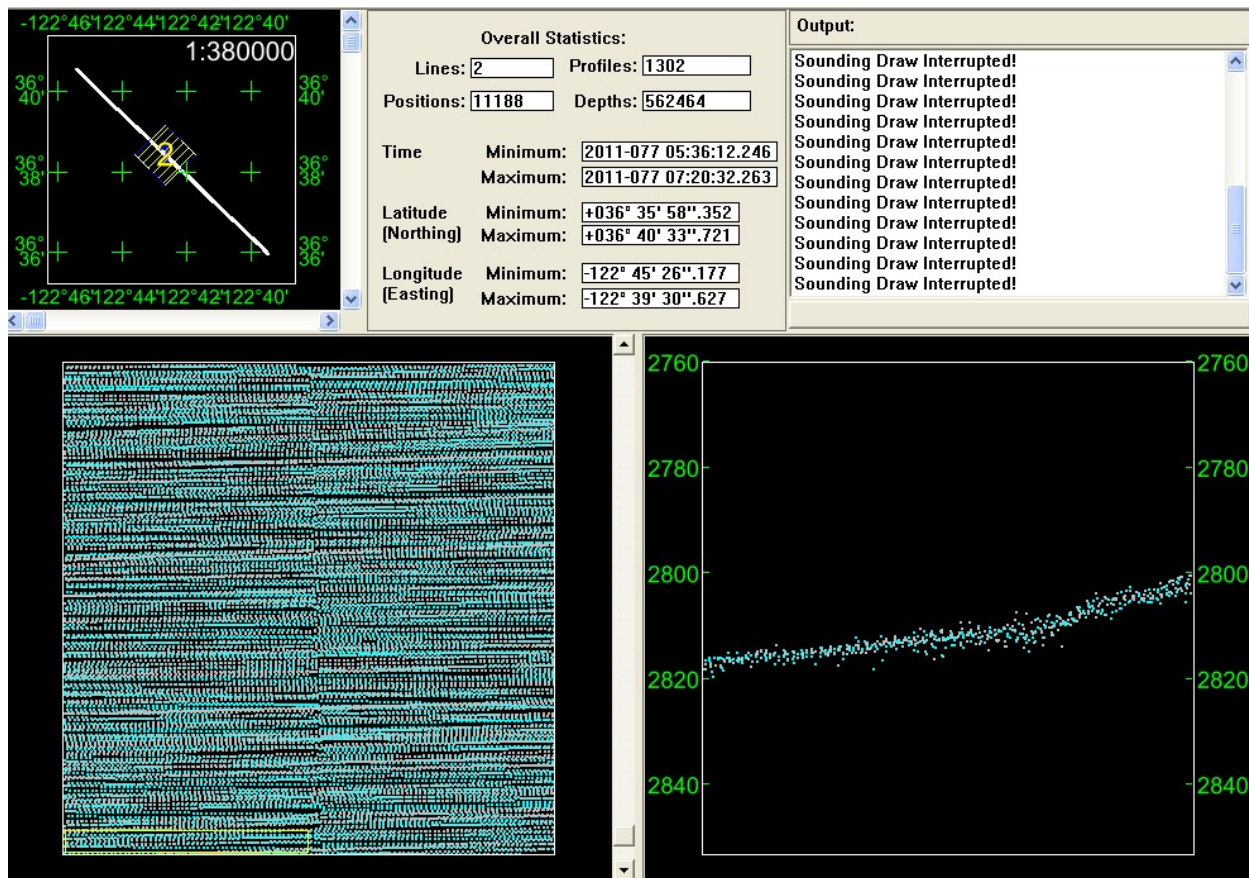 -122°46' 122°44' 122°42' 122°40'
1:380000
36° 40' 36° 40'
2
36° 38' 36° 38'
36° 36' 36° 36'
-122°46' 122°44' 122°42' 122°40'
Overall Statistics:
Lines: 2 Profiles: 1302
Positions: 11188 Depths: 562464
Time Minimum: 2011-077 05:36:12.246
Maximum: 2011-077 07:20:32.263
Latitude Minimum: +036° 35' 58''.352
(Northing) Maximum: +036° 40' 33''.721
Longitude Minimum: -122° 45' 26''.177
(Easting) Maximum: -122° 39' 30''.627
Output:
Sounding Draw Interrupted!
Sounding Draw Interrupted!
Sounding Draw Interrupted!
Sounding Draw Interrupted!
Sounding Draw Interrupted!
Sounding Draw Interrupted!
Sounding Draw Interrupted!
Sounding Draw Interrupted!
Sounding Draw Interrupted!
Sounding Draw Interrupted!
Sounding Draw Interrupted!
Sounding Draw Interrupted!
2760 2760
2780 2780
2800 2800
2820 2820
2840 2840